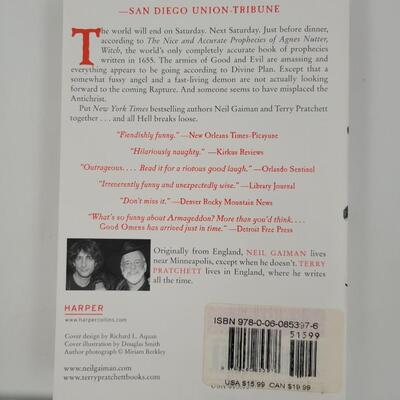 —SAN DIEGO UNION-TRIBUNE
The world will end on Saturday. Next Saturday. Just before dinner,
according to The Nice and Accurate Prophecies of Agnes Nutter,
Witch, the world's only completely accurate book of prophecies
written in 1655. The armies of Good and Evil are amassing and
everything appears to be going according to Divine Plan. Except that a
somewhat fussy angel and a fast-living demon are not actually looking
forward to the coming Rapture. And someone seems to have misplaced the
Antichrist.
Put New York Times bestselling authors Neil Gaiman and Terry Pratchett
together . . . and all Hell breaks loose.
"Fiendishly funny." —New Orleans Times-Picayune
"Hilariously naughty." —Kirkus Reviews
"Outrageous. . . . Read it for a riotous good laugh." —Orlando Sentinel
"Irreverently funny and unexpectedly wise." —Library Journal
"Don't miss it." —Denver Rocky Mountain News
"What's so funny about Armageddon? More than you'd think. . . .
Good Omens has arrived just in time." —Detroit Free Press
Originally from England, NEIL GAIMAN lives
near Minneapolis, except when he doesn't. TERRY
PRATCHETT lives in England, where he writes
all the time.
HARPER
www.harpercollins.com
Cover design by Richard L. Aquan
Cover illustration by Douglas Smith
Author photograph © Miriam Berkley
www.neilgaiman.com
www.terrypratchettbooks.com
ISBN 978-0-06-085397-6
51599
USA $15.99 CAN $19.99